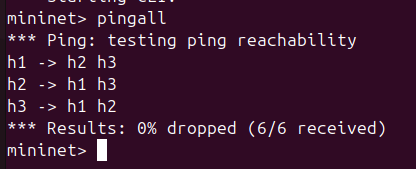 mininet> pingall
*** Ping: testing ping reachability
h1 -> h2 h3
h2 -> h1 h3
h3 -> h1 h2
*** Results: 0% dropped (6/6 received)
mininet>